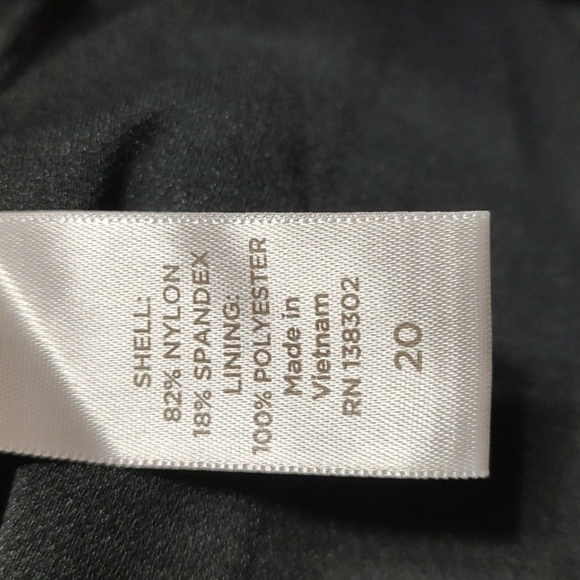 SHELL:
82% NYLON
18% SPANDEX
LINING:
100% POLYESTER
Made in
Vietnam
RN 138302
20